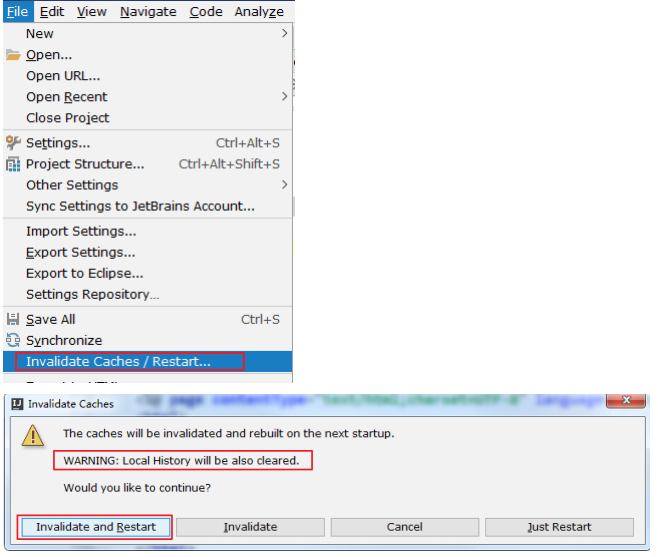 File Edit View Navigate Code Analyze
New
Open...
Open URL...
Open Recent
Close Project
Settings... Ctrl+Alt+S
Project Structure... Ctrl+Alt+Shift+S
Other Settings
Sync Settings to JetBrains Account...
Import Settings...
Export Settings...
Export to Eclipse...
Settings Repository...
Save All Ctrl+S
Synchronize
Invalidate Caches / Restart...
Invalidate Caches
The caches will be invalidated and rebuilt on the next startup.
WARNING: Local History will be also cleared.
Would you like to continue?
Invalidate and Restart Invalidate Cancel Just Restart